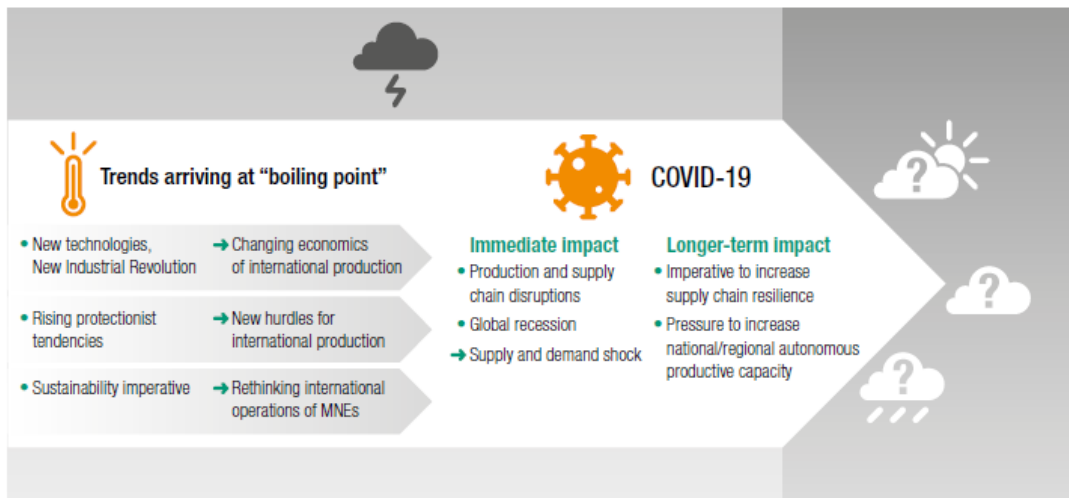 Trends arriving at “boiling point”
• New technologies,
New Industrial Revolution
➔ Changing economics
of international production
• Rising protectionist
tendencies
➔ New hurdles for
international production
• Sustainability imperative
➔ Rethinking international
operations of MNEs
COVID-19
Immediate impact
• Production and supply
chain disruptions
• Global recession
➔ Supply and demand shock
Longer-term impact
• Imperative to increase
supply chain resilience
• Pressure to increase
national/regional autonomous
productive capacity
?
?
?